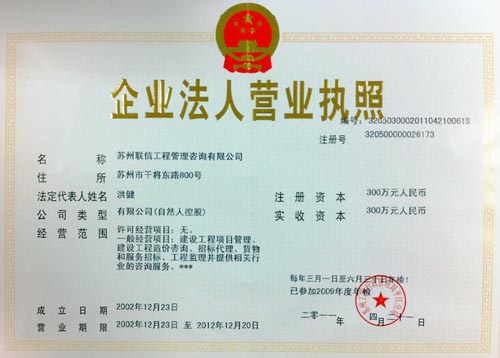 企业法人营业执照
编号: 320503000201104210061S
注册号 320500000026173
名称 苏州联信工程管理咨询有限公司
住所 苏州市干将东路800号
法定代表人姓名 洪健
注册资本 300万元人民币
公司类型 有限公司(自然人控股)
实收资本 300万元人民币
经营范围 许可经营项目:无。
一般经营项目:建设工程项目管理、
建设工程造价咨询、招标代理、货物
和服务招标、工程监理并提供相关行
业的咨询服务。***
每年三月一日至六月三十日年检!
已参加2009年度年检
成立日期 2002年12月23日
二〇一一年四月二十一日
营业期限 2002年12月23日 至 2012年12月20日